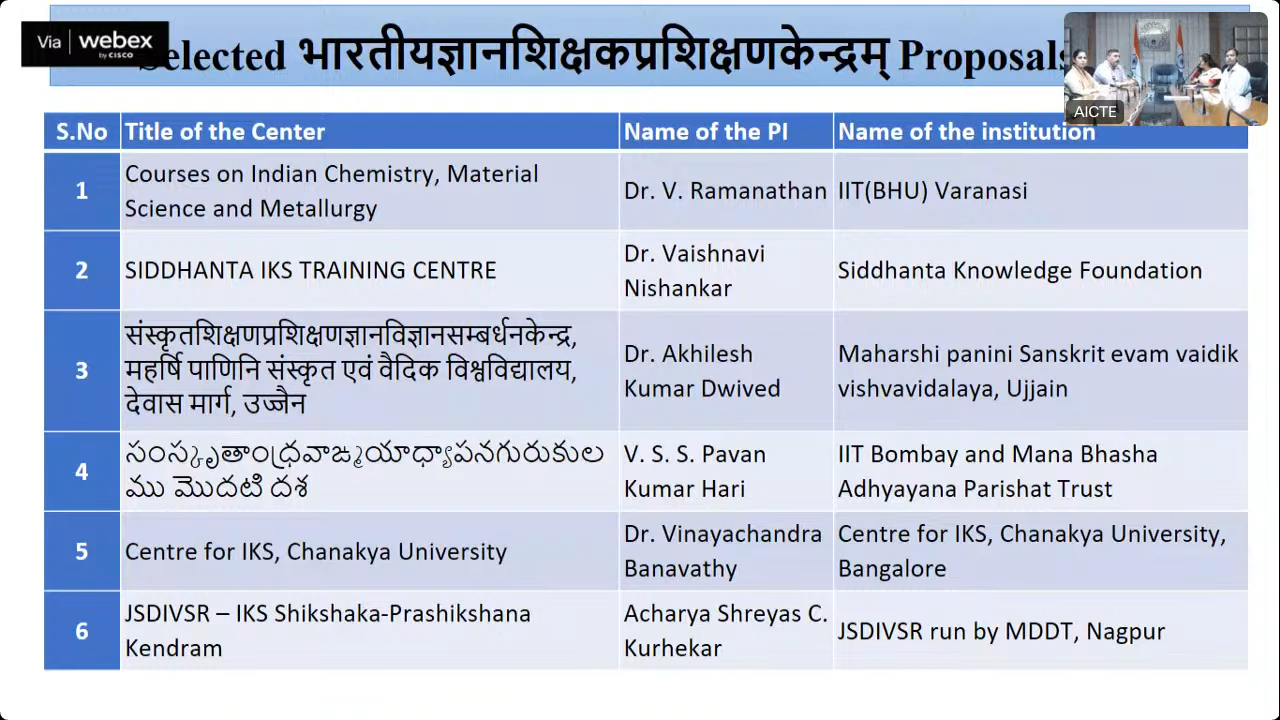 Via webex
by CISCO
Selected भारतीयज्ञानशिक्षकप्रशिक्षणकेन्द्रम् Proposals
AICTE
S.No Title of the Center Name of the PI Name of the institution
1 Courses on Indian Chemistry, Material Science and Metallurgy Dr. V. Ramanathan IIT(BHU) Varanasi
2 SIDDHANTA IKS TRAINING CENTRE Dr. Vaishnavi Nishankar Siddhanta Knowledge Foundation
3 संस्कृतशिक्षणप्रशिक्षणज्ञानविज्ञानसम्बर्धनकेन्द्र, महर्षि पाणिनि संस्कृत एवं वैदिक विश्वविद्यालय, देवास मार्ग, उज्जैन Dr. Akhilesh Kumar Dwived Maharshi panini Sanskrit evam vaidik vishvavidalaya, Ujjain
4 సంస్కృతాంధ్రవాఙ్మయాధ్యాపనగురుకుల ము మొదటి దశ V. S. S. Pavan Kumar Hari IIT Bombay and Mana Bhasha Adhyayana Parishat Trust
5 Centre for IKS, Chanakya University Dr. Vinayachandra Banavathy Centre for IKS, Chanakya University, Bangalore
6 JSDIVSR – IKS Shikshaka-Prashikshana Kendram Acharya Shreyas C. Kurhekar JSDIVSR run by MDDT, Nagpur